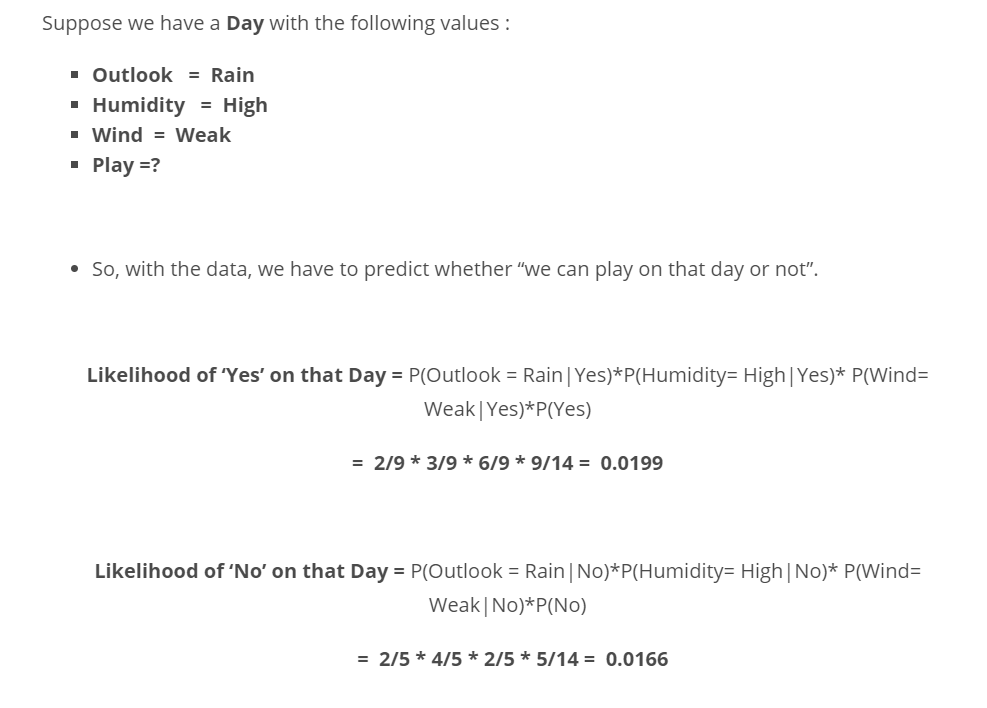 Suppose we have a Day with the following values :
▪ Outlook = Rain
▪ Humidity = High
▪ Wind = Weak
▪ Play =?
• So, with the data, we have to predict whether “we can play on that day or not”.
Likelihood of ‘Yes’ on that Day = P(Outlook = Rain|Yes)*P(Humidity= High|Yes)* P(Wind=
Weak|Yes)*P(Yes)
= 2/9 * 3/9 * 6/9 * 9/14 = 0.0199
Likelihood of ‘No’ on that Day = P(Outlook = Rain|No)*P(Humidity= High|No)* P(Wind=
Weak|No)*P(No)
= 2/5 * 4/5 * 2/5 * 5/14 = 0.0166